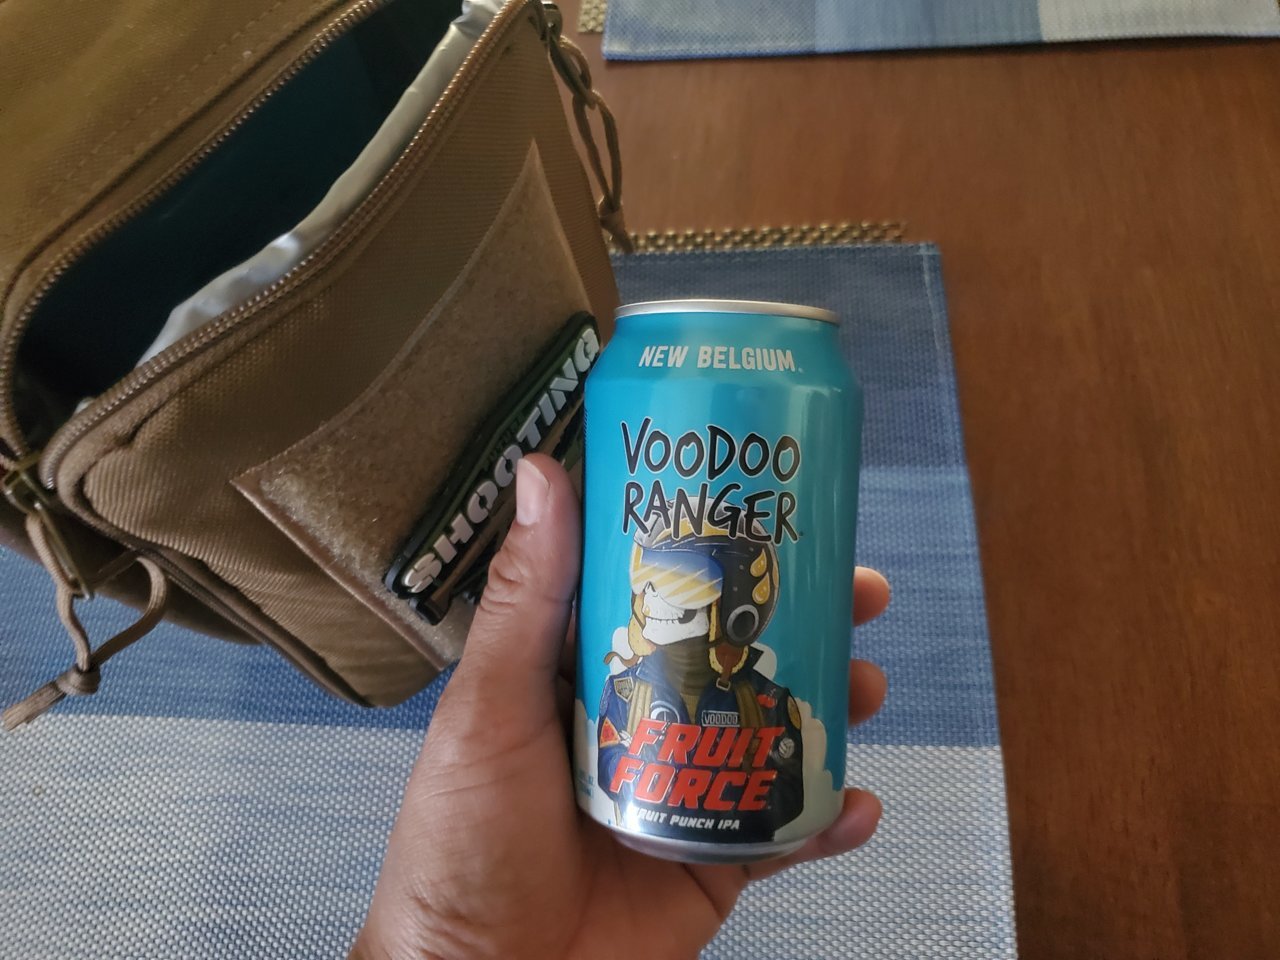 SHOOTING
NEW BELGIUM.
VOODOO
RANGER
VOODOO
FRUIT
FORCE
FRUIT PUNCH IPA